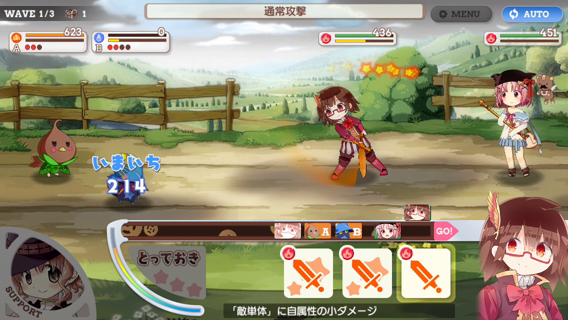 WAVE 1/3 1
通常攻撃
MENU
AUTO
623
A
0
B
436
451
いまいち
214
A
B
GO!
とっておき
SUPPORT
「敵単体」に自属性の小ダメージ